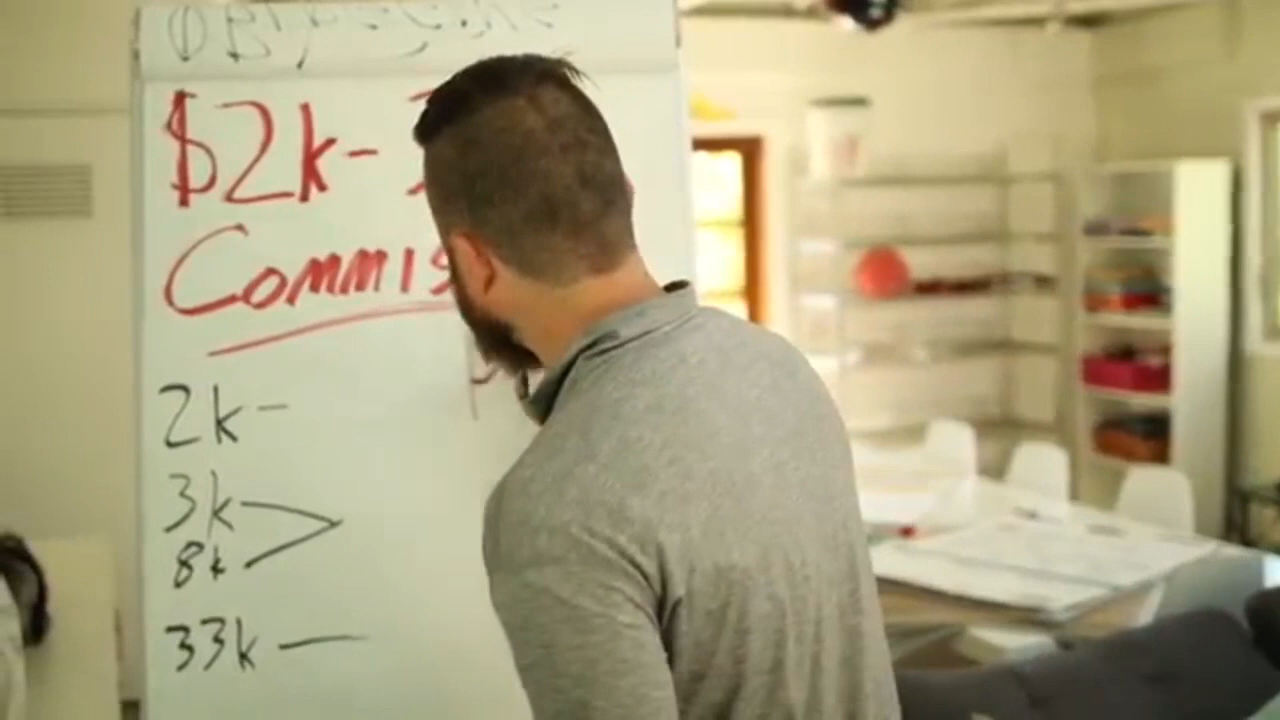 $2k-
Commis
2k-
3k
8k
33k —